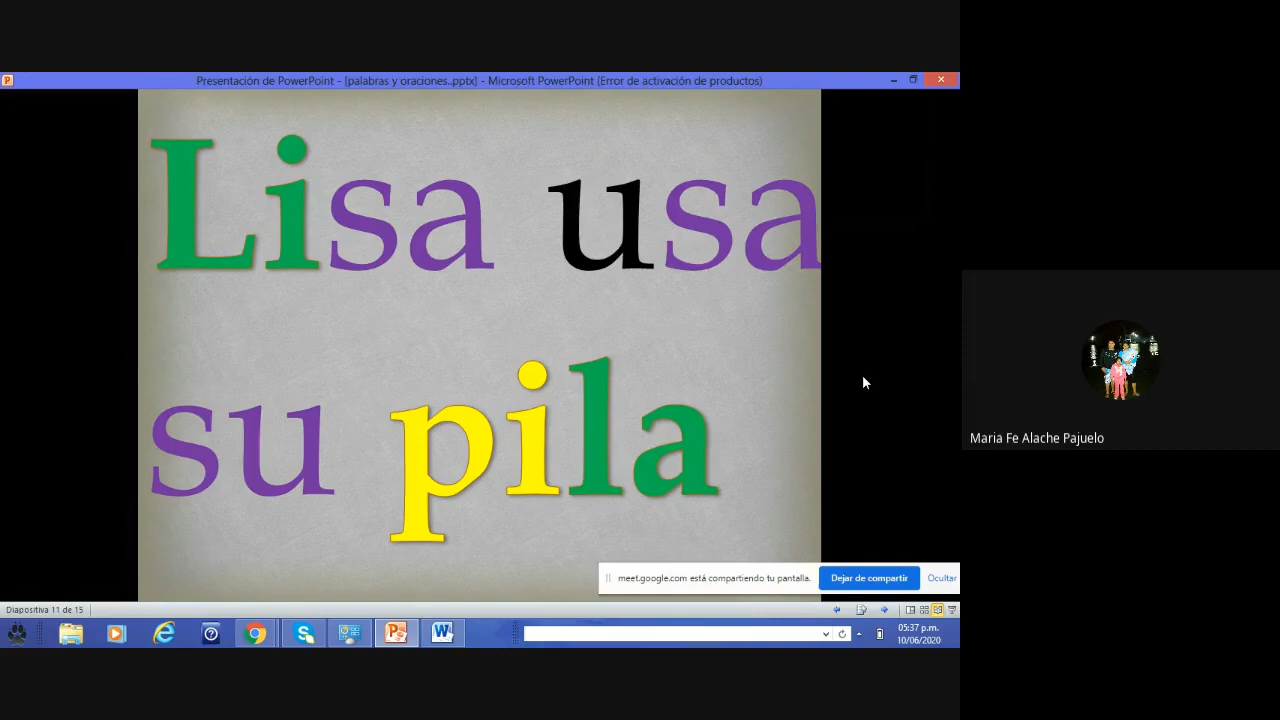 Presentación de PowerPoint - [palabras y oraciones..pptx] - Microsoft PowerPoint (Error de activación de productos)
Lisa usa
su pila
Maria Fe Alache Pajuelo
meet.google.com está compartiendo tu pantalla.
Dejar de compartir
Ocultar
Diapositiva 11 de 15
05:37 p.m.
10/06/2020